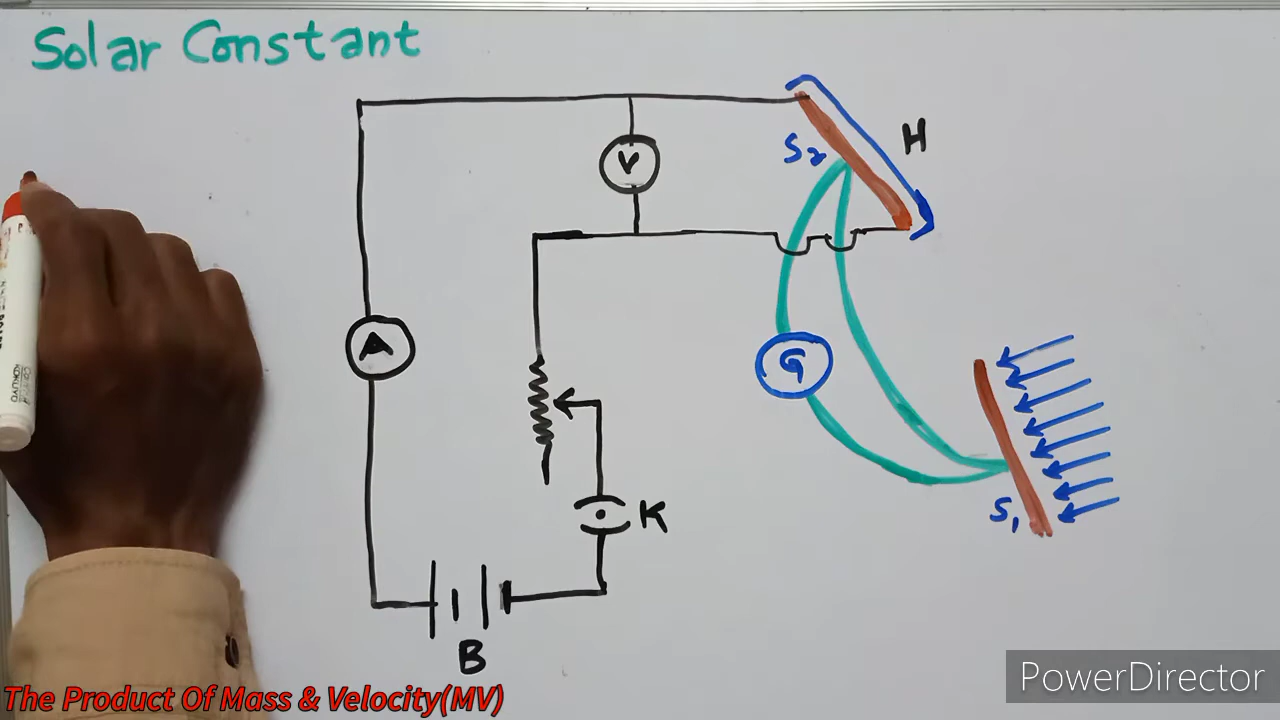 Solar Constant
V
S2
H
A
G
S1
K
B
The Product Of Mass & Velocity(MV)
PowerDirector